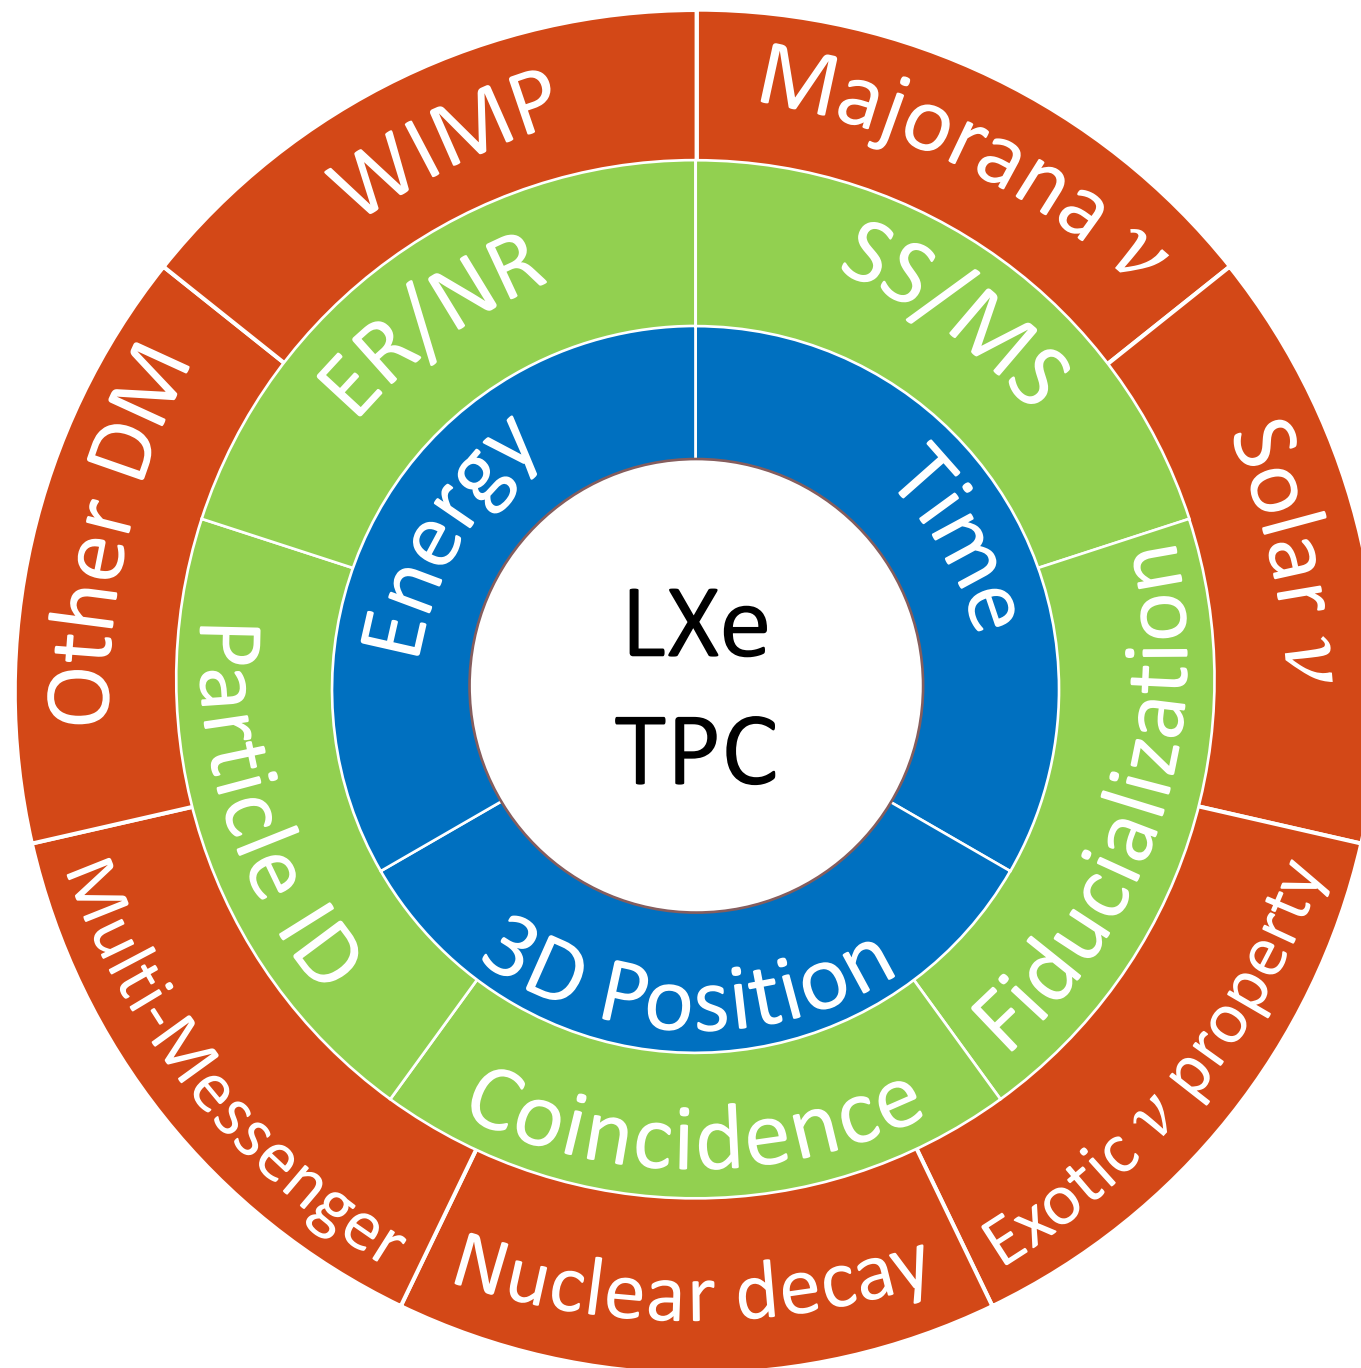 WIMP
Majorana ν
Solar ν
Exotic ν property
Nuclear decay
Multi-Messenger
Other DM
ER/NR
SS/MS
Fiducialization
Coincidence
Particle ID
Energy
Time
3D Position
LXe
TPC